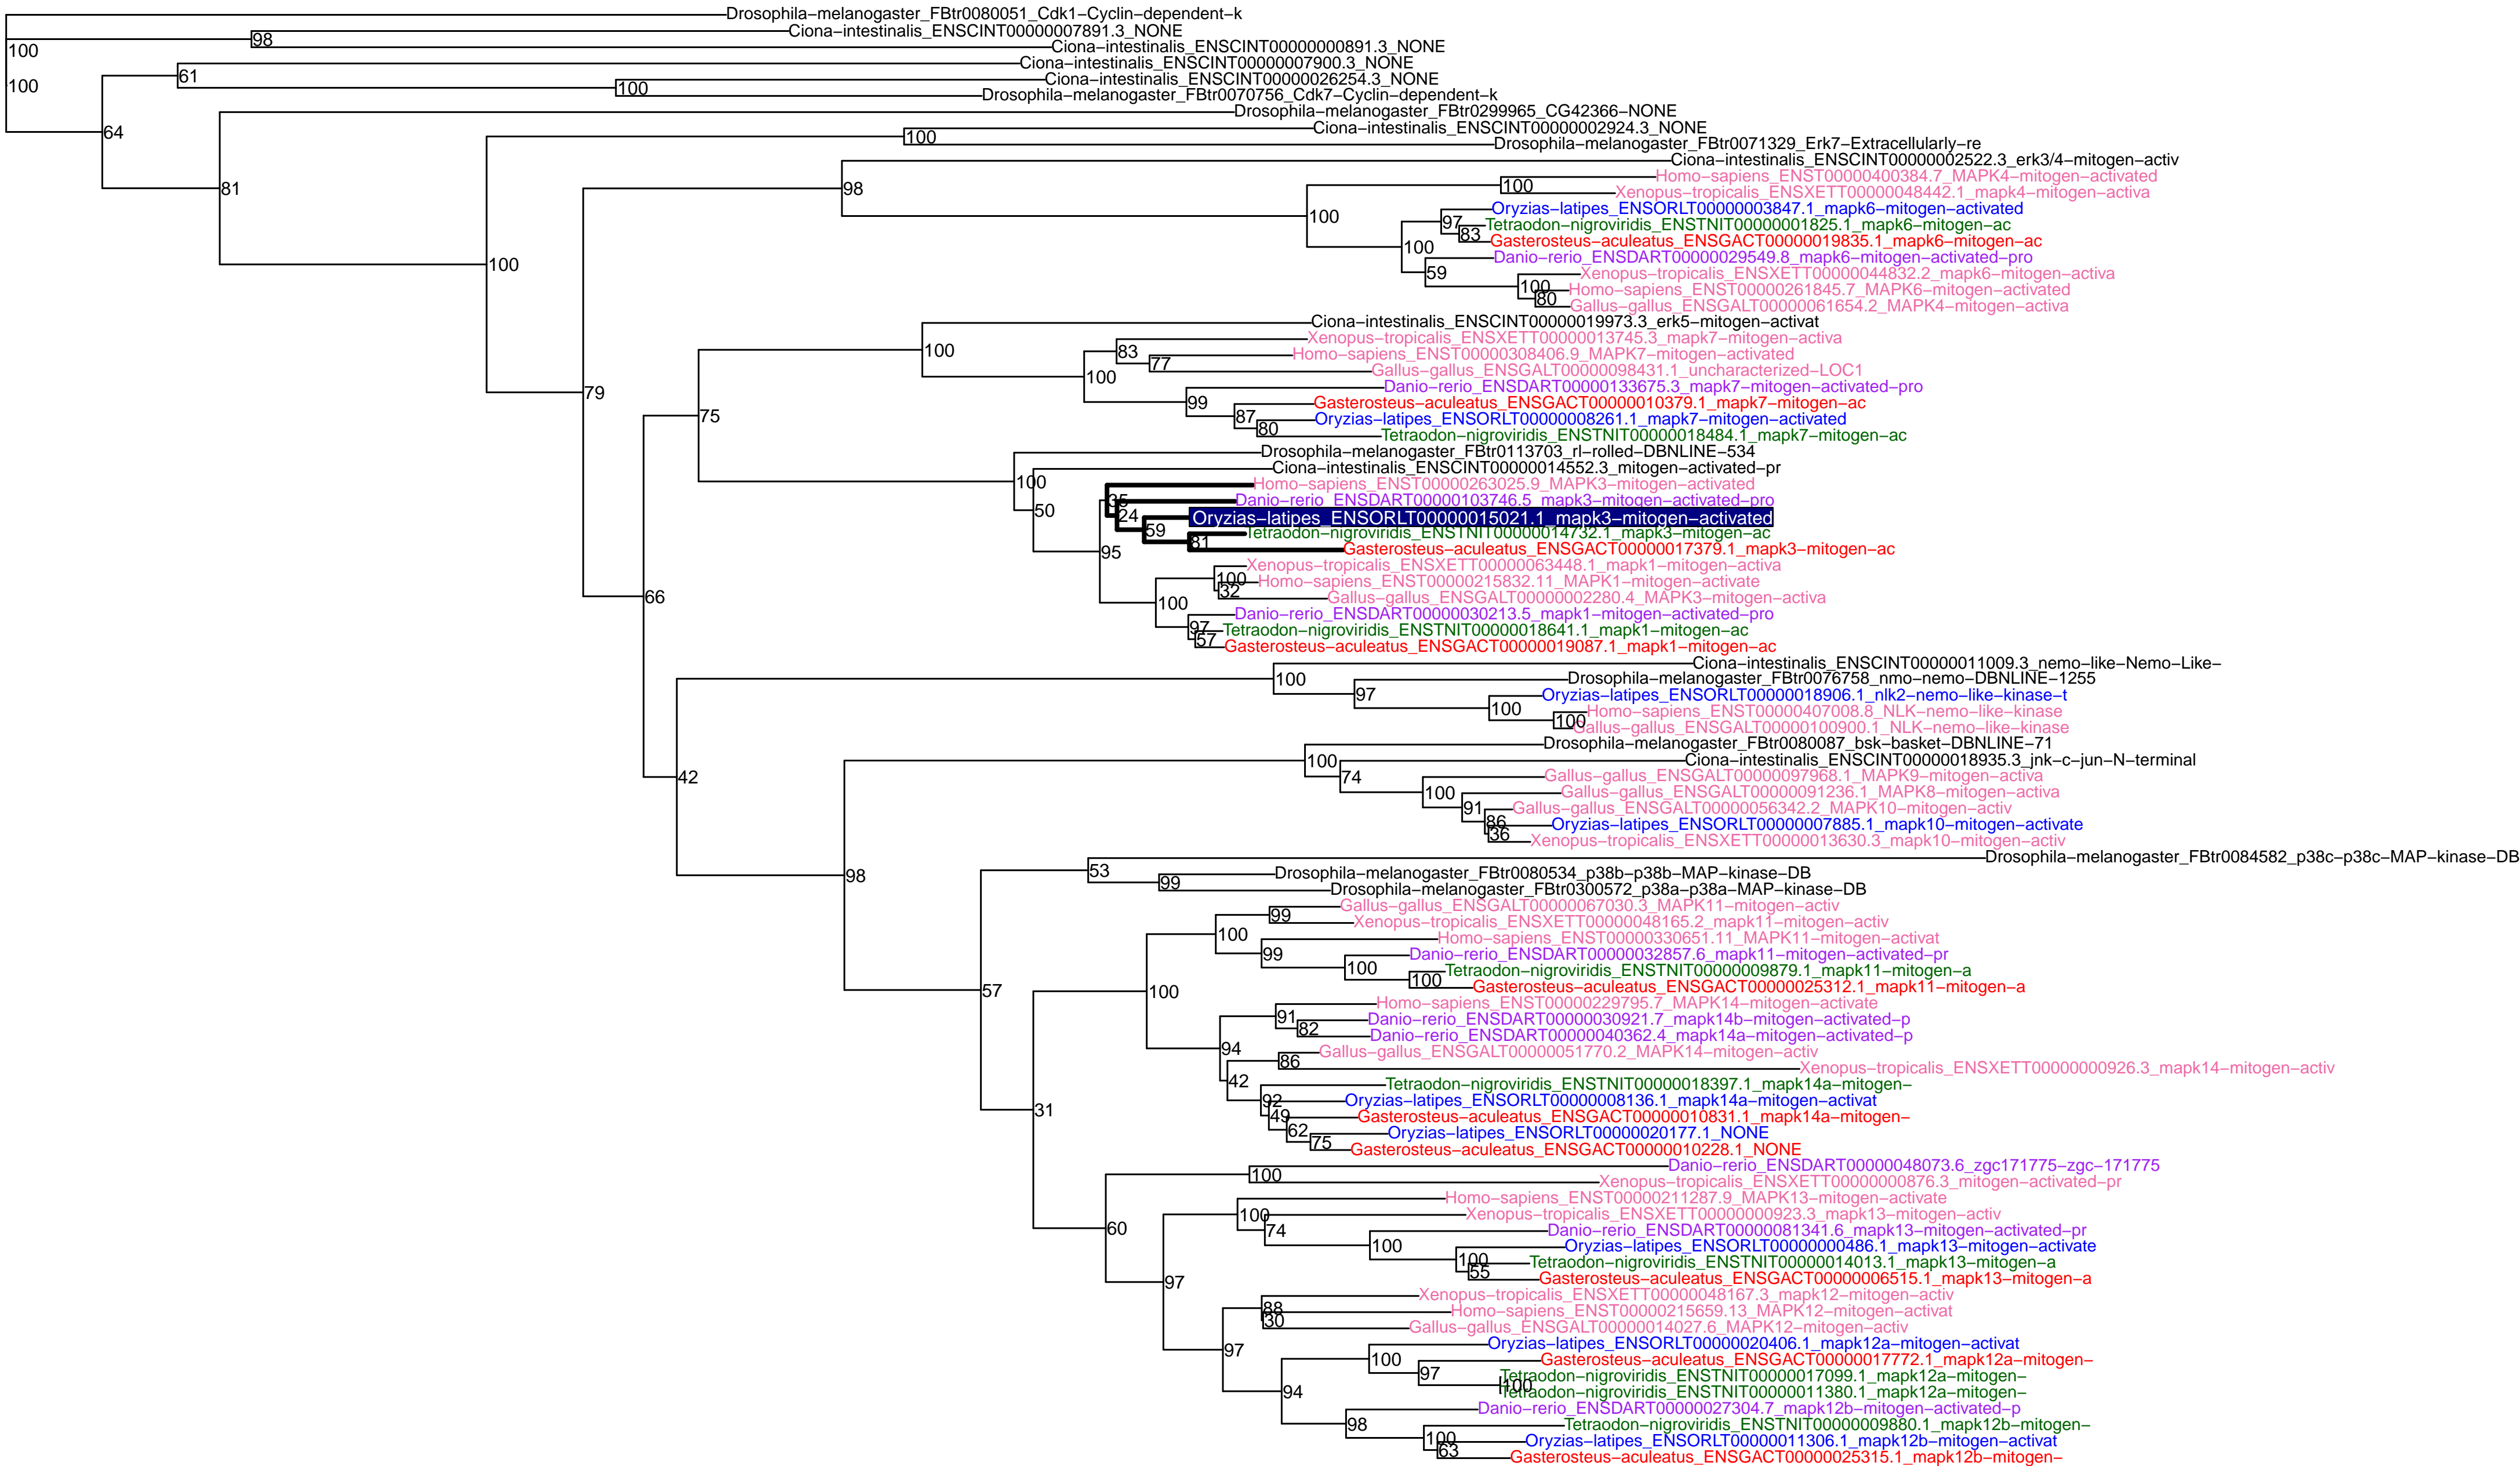 Drosophila−melanogaster_FBtr0080051_Cdk1−Cyclin−dependent−k
Ciona−intestinalis_ENSCINT00000007891.3_NONE
98
Ciona−intestinalis_ENSCINT00000000891.3_NONE
100
Ciona−intestinalis_ENSCINT00000007900.3_NONE
61
Ciona−intestinalis_ENSCINT00000026254.3_NONE
100
100
Drosophila−melanogaster_FBtr0070756_Cdk7−Cyclin−dependent−k
Drosophila−melanogaster_FBtr0299965_CG42366−NONE
64
Ciona−intestinalis_ENSCINT00000002924.3_NONE
100
Drosophila−melanogaster_FBtr0071329_Erk7−Extracellularly−re
Ciona−intestinalis_ENSCINT00000002522.3_erk3/4−mitogen−activ
Homo−sapiens_ENST00000400384.7_MAPK4−mitogen−activated
81
98
100
Xenopus−tropicalis_ENSXETT00000048442.1_mapk4−mitogen−activa
Oryzias−latipes_ENSORLT00000003847.1_mapk6−mitogen−activated
100
97
Tetraodon−nigroviridis_ENSTNIT00000001825.1_mapk6−mitogen−ac
83
Gasterosteus−aculeatus_ENSGACT00000019835.1_mapk6−mitogen−ac
100
Danio−rerio_ENSDART00000029549.8_mapk6−mitogen−activated−pro
100
59
Xenopus−tropicalis_ENSXETT00000044832.2_mapk6−mitogen−activa
100
Homo−sapiens_ENST00000261845.7_MAPK6−mitogen−activated
80
Gallus−gallus_ENSGALT00000061654.2_MAPK4−mitogen−activa
Ciona−intestinalis_ENSCINT00000019973.3_erk5−mitogen−activat
Xenopus−tropicalis_ENSXETT00000013745.3_mapk7−mitogen−activa
100
83
Homo−sapiens_ENST00000308406.9_MAPK7−mitogen−activated
77
Gallus−gallus_ENSGALT00000098431.1_uncharacterized−LOC1
100
Danio−rerio_ENSDART00000133675.3_mapk7−mitogen−activated−pro
79
99
Gasterosteus−aculeatus_ENSGACT00000010379.1_mapk7−mitogen−ac
75
87
Oryzias−latipes_ENSORLT00000008261.1_mapk7−mitogen−activated
80
Tetraodon−nigroviridis_ENSTNIT00000018484.1_mapk7−mitogen−ac
Drosophila−melanogaster_FBtr0113703_rl−rolled−DBNLINE−534
Ciona−intestinalis_ENSCINT00000014552.3_mitogen−activated−pr
100
Homo−sapiens_ENST00000263025.9_MAPK3−mitogen−activated
35
Danio−rerio_ENSDART00000103746.5_mapk3−mitogen−activated−pro
50
24
Oryzias−latipes_ENSORLT00000015021.1_mapk3−mitogen−activated
59
Tetraodon−nigroviridis_ENSTNIT00000014732.1_mapk3−mitogen−ac
81
Gasterosteus−aculeatus_ENSGACT00000017379.1_mapk3−mitogen−ac
95
Xenopus−tropicalis_ENSXETT00000063448.1_mapk1−mitogen−activa
100
Homo−sapiens_ENST00000215832.11_MAPK1−mitogen−activate
32
Gallus−gallus_ENSGALT00000002280.4_MAPK3−mitogen−activa
66
100
Danio−rerio_ENSDART00000030213.5_mapk1−mitogen−activated−pro
97
Tetraodon−nigroviridis_ENSTNIT00000018641.1_mapk1−mitogen−ac
57
Gasterosteus−aculeatus_ENSGACT00000019087.1_mapk1−mitogen−ac
Ciona−intestinalis_ENSCINT00000011009.3_nemo−like−Nemo−Like−
100
Drosophila−melanogaster_FBtr0076758_nmo−nemo−DBNLINE−1255
97
Oryzias−latipes_ENSORLT00000018906.1_nlk2−nemo−like−kinase−t
100
Homo−sapiens_ENST00000407008.8_NLK−nemo−like−kinase
100
Gallus−gallus_ENSGALT00000100900.1_NLK−nemo−like−kinase
Drosophila−melanogaster_FBtr0080087_bsk−basket−DBNLINE−71
100
Ciona−intestinalis_ENSCINT00000018935.3_jnk−c−jun−N−terminal
42
74
Gallus−gallus_ENSGALT00000097968.1_MAPK9−mitogen−activa
100
Gallus−gallus_ENSGALT00000091236.1_MAPK8−mitogen−activa
91
Gallus−gallus_ENSGALT00000056342.2_MAPK10−mitogen−activ
86
Oryzias−latipes_ENSORLT00000007885.1_mapk10−mitogen−activate
36
Xenopus−tropicalis_ENSXETT00000013630.3_mapk10−mitogen−activ
Drosophila−melanogaster_FBtr0084582_p38c−p38c−MAP−kinase−DB
98
53
Drosophila−melanogaster_FBtr0080534_p38b−p38b−MAP−kinase−DB
99
Drosophila−melanogaster_FBtr0300572_p38a−p38a−MAP−kinase−DB
Gallus−gallus_ENSGALT00000067030.3_MAPK11−mitogen−activ
99
Xenopus−tropicalis_ENSXETT00000048165.2_mapk11−mitogen−activ
100
Homo−sapiens_ENST00000330651.11_MAPK11−mitogen−activat
99
Danio−rerio_ENSDART00000032857.6_mapk11−mitogen−activated−pr
100
Tetraodon−nigroviridis_ENSTNIT00000009879.1_mapk11−mitogen−a
100
Gasterosteus−aculeatus_ENSGACT00000025312.1_mapk11−mitogen−a
57
100
Homo−sapiens_ENST00000229795.7_MAPK14−mitogen−activate
91
Danio−rerio_ENSDART00000030921.7_mapk14b−mitogen−activated−p
82
Danio−rerio_ENSDART00000040362.4_mapk14a−mitogen−activated−p
94
Gallus−gallus_ENSGALT00000051770.2_MAPK14−mitogen−activ
86
Xenopus−tropicalis_ENSXETT00000000926.3_mapk14−mitogen−activ
42
Tetraodon−nigroviridis_ENSTNIT00000018397.1_mapk14a−mitogen−
92
Oryzias−latipes_ENSORLT00000008136.1_mapk14a−mitogen−activat
31
49
Gasterosteus−aculeatus_ENSGACT00000010831.1_mapk14a−mitogen−
62
Oryzias−latipes_ENSORLT00000020177.1_NONE
75
Gasterosteus−aculeatus_ENSGACT00000010228.1_NONE
Danio−rerio_ENSDART00000048073.6_zgc171775−zgc−171775
100
Xenopus−tropicalis_ENSXETT00000000876.3_mitogen−activated−pr
Homo−sapiens_ENST00000211287.9_MAPK13−mitogen−activate
60
100
Xenopus−tropicalis_ENSXETT00000000923.3_mapk13−mitogen−activ
74
Danio−rerio_ENSDART00000081341.6_mapk13−mitogen−activated−pr
100
Oryzias−latipes_ENSORLT00000000486.1_mapk13−mitogen−activate
100
Tetraodon−nigroviridis_ENSTNIT00000014013.1_mapk13−mitogen−a
55
Gasterosteus−aculeatus_ENSGACT00000006515.1_mapk13−mitogen−a
97
Xenopus−tropicalis_ENSXETT00000048167.3_mapk12−mitogen−activ
88
Homo−sapiens_ENST00000215659.13_MAPK12−mitogen−activat
30
Gallus−gallus_ENSGALT00000014027.6_MAPK12−mitogen−activ
97
Oryzias−latipes_ENSORLT00000020406.1_mapk12a−mitogen−activat
100
Gasterosteus−aculeatus_ENSGACT00000017772.1_mapk12a−mitogen−
97
Tetraodon−nigroviridis_ENSTNIT00000017099.1_mapk12a−mitogen−
100
Tetraodon−nigroviridis_ENSTNIT00000011380.1_mapk12a−mitogen−
94
Danio−rerio_ENSDART00000027304.7_mapk12b−mitogen−activated−p
98
Tetraodon−nigroviridis_ENSTNIT00000009880.1_mapk12b−mitogen−
100
Oryzias−latipes_ENSORLT00000011306.1_mapk12b−mitogen−activat
63
Gasterosteus−aculeatus_ENSGACT00000025315.1_mapk12b−mitogen−